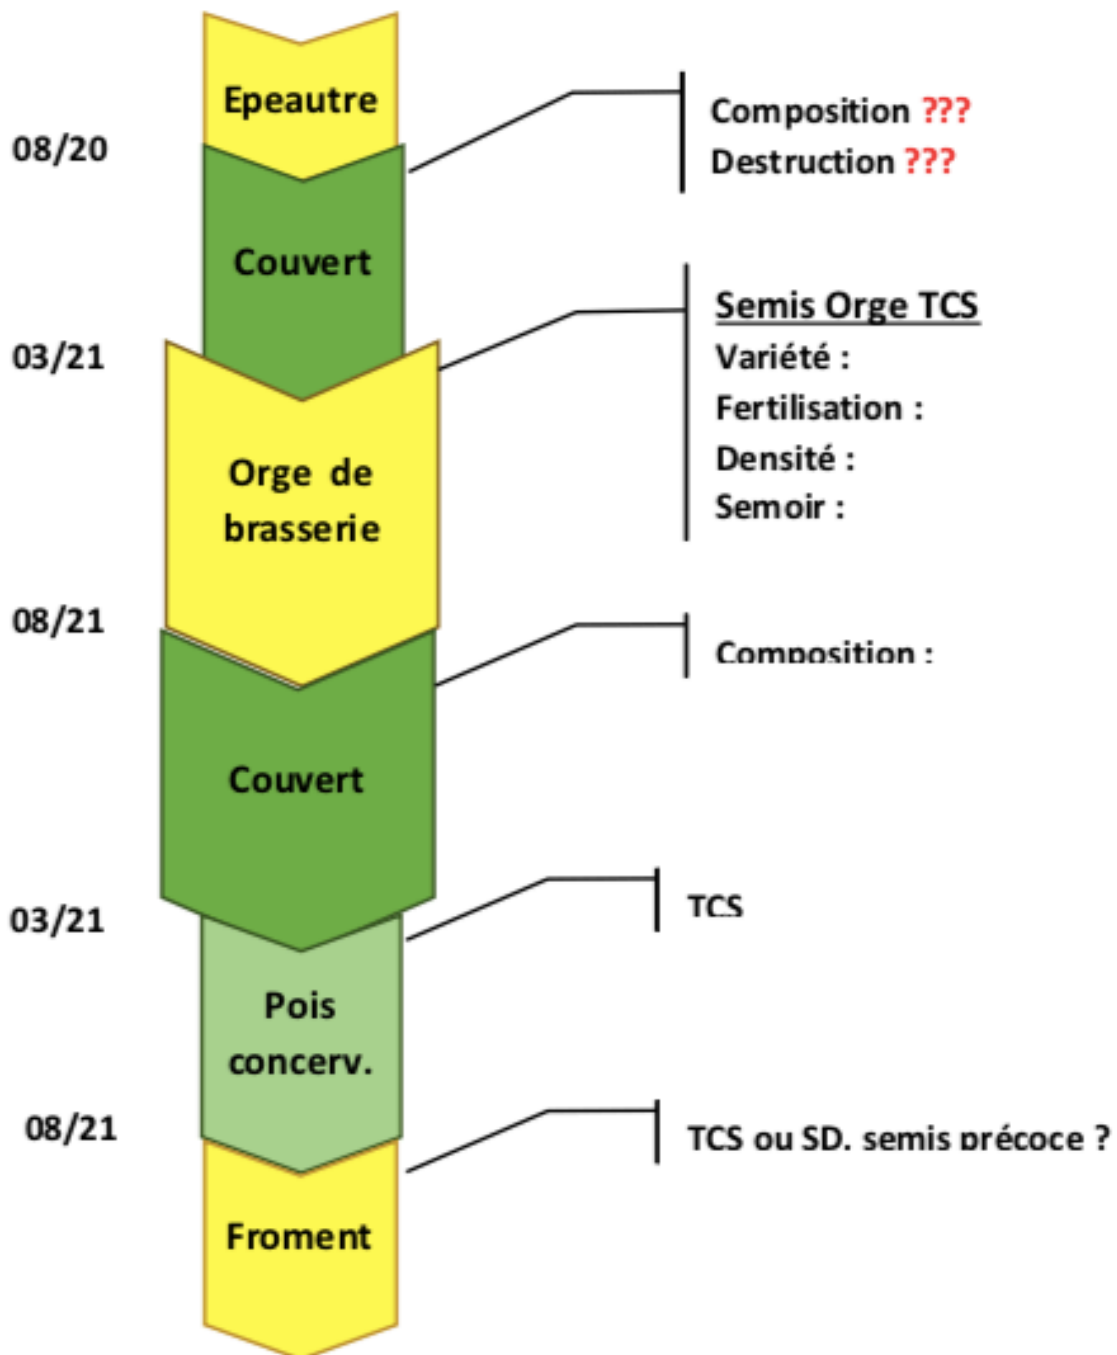 Epeautre
08/20
Composition ???
Destruction ???
Couvert
03/21
Semis Orge TCS
Variété :
Fertilisation :
Densité :
Semoir :
Orge de
brasserie
08/21
Composition :
Couvert
03/21
TCS
Pois
concerv.
08/21
TCS ou SD. semis précoce ?
Froment